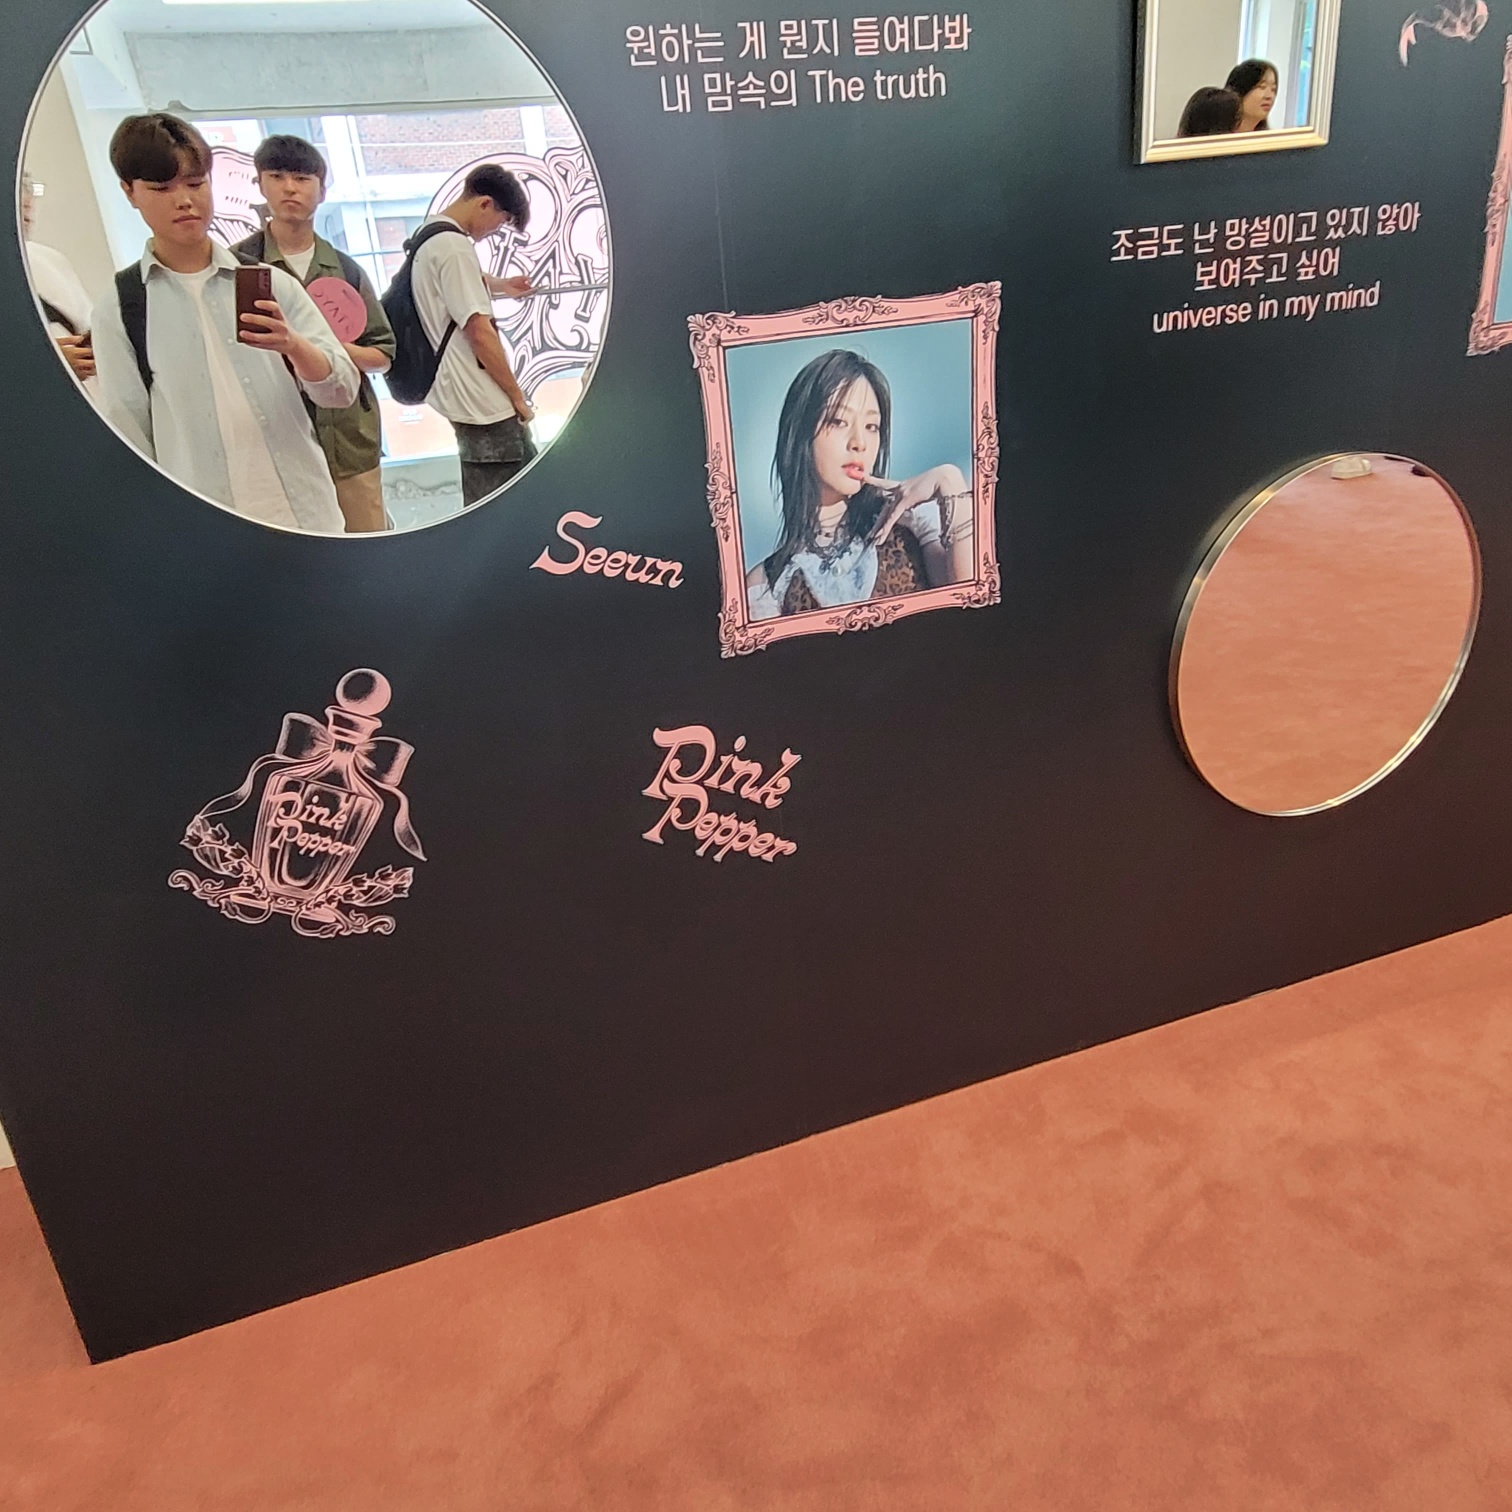 원하는 게 뭔지 들여다봐
내 맘속의 The truth
조금도 난 망설이고 있지 않아
보여주고 싶어
universe in my mind
Seeun
Pink
Pepper
Pink
Pepper